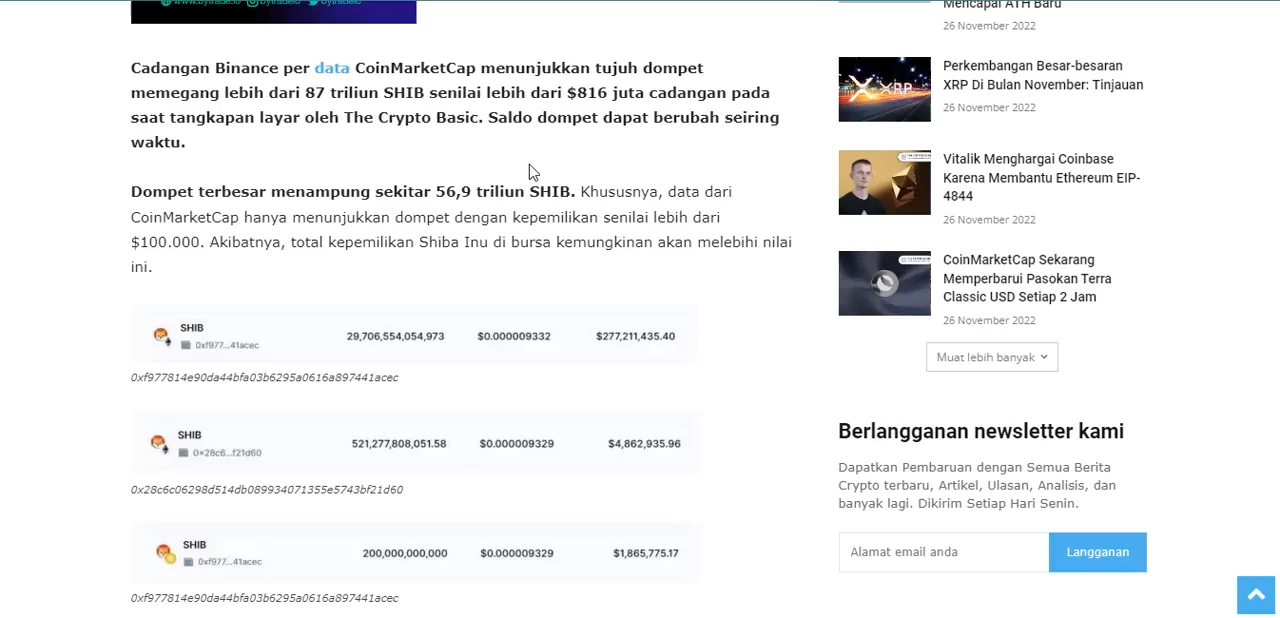 www.bytrade.io bytradeio bytradeio
Cadangan Binance per data CoinMarketCap menunjukkan tujuh dompet
memegang lebih dari 87 triliun SHIB senilai lebih dari $816 juta cadangan pada
saat tangkapan layar oleh The Crypto Basic. Saldo dompet dapat berubah seiring
waktu.
Dompet terbesar menampung sekitar 56,9 triliun SHIB. Khususnya, data dari
CoinMarketCap hanya menunjukkan dompet dengan kepemilikan senilai lebih dari
$100.000. Akibatnya, total kepemilikan Shiba Inu di bursa kemungkinan akan melebihi nilai
ini.
SHIB
0xf977...41acec
29,706,554,054,973 $0.000009332 $277,211,435.40
0xf977814e90da44bfa03b6295a0616a897441acec
SHIB
0×28c6...f21d60
521,277,808,051.58 $0.000009329 $4,862,935.96
0x28c6c06298d514db089934071355e5743bf21d60
SHIB
0xf977...41acec
200,000,000,000 $0.000009329 $1,865,775.17
0xf977814e90da44bfa03b6295a0616a897441acec
Mencapai ATH Baru
26 November 2022
Perkembangan Besar-besaran
XRP Di Bulan November: Tinjauan
26 November 2022
XRP
Vitalik Menghargai Coinbase
Karena Membantu Ethereum EIP-
4844
26 November 2022
CoinMarketCap Sekarang
Memperbarui Pasokan Terra
Classic USD Setiap 2 Jam
26 November 2022
Muat lebih banyak
Berlangganan newsletter kami
Dapatkan Pembaruan dengan Semua Berita
Crypto terbaru, Artikel, Ulasan, Analisis, dan
banyak lagi. Dikirim Setiap Hari Senin.
Alamat email anda
Langganan